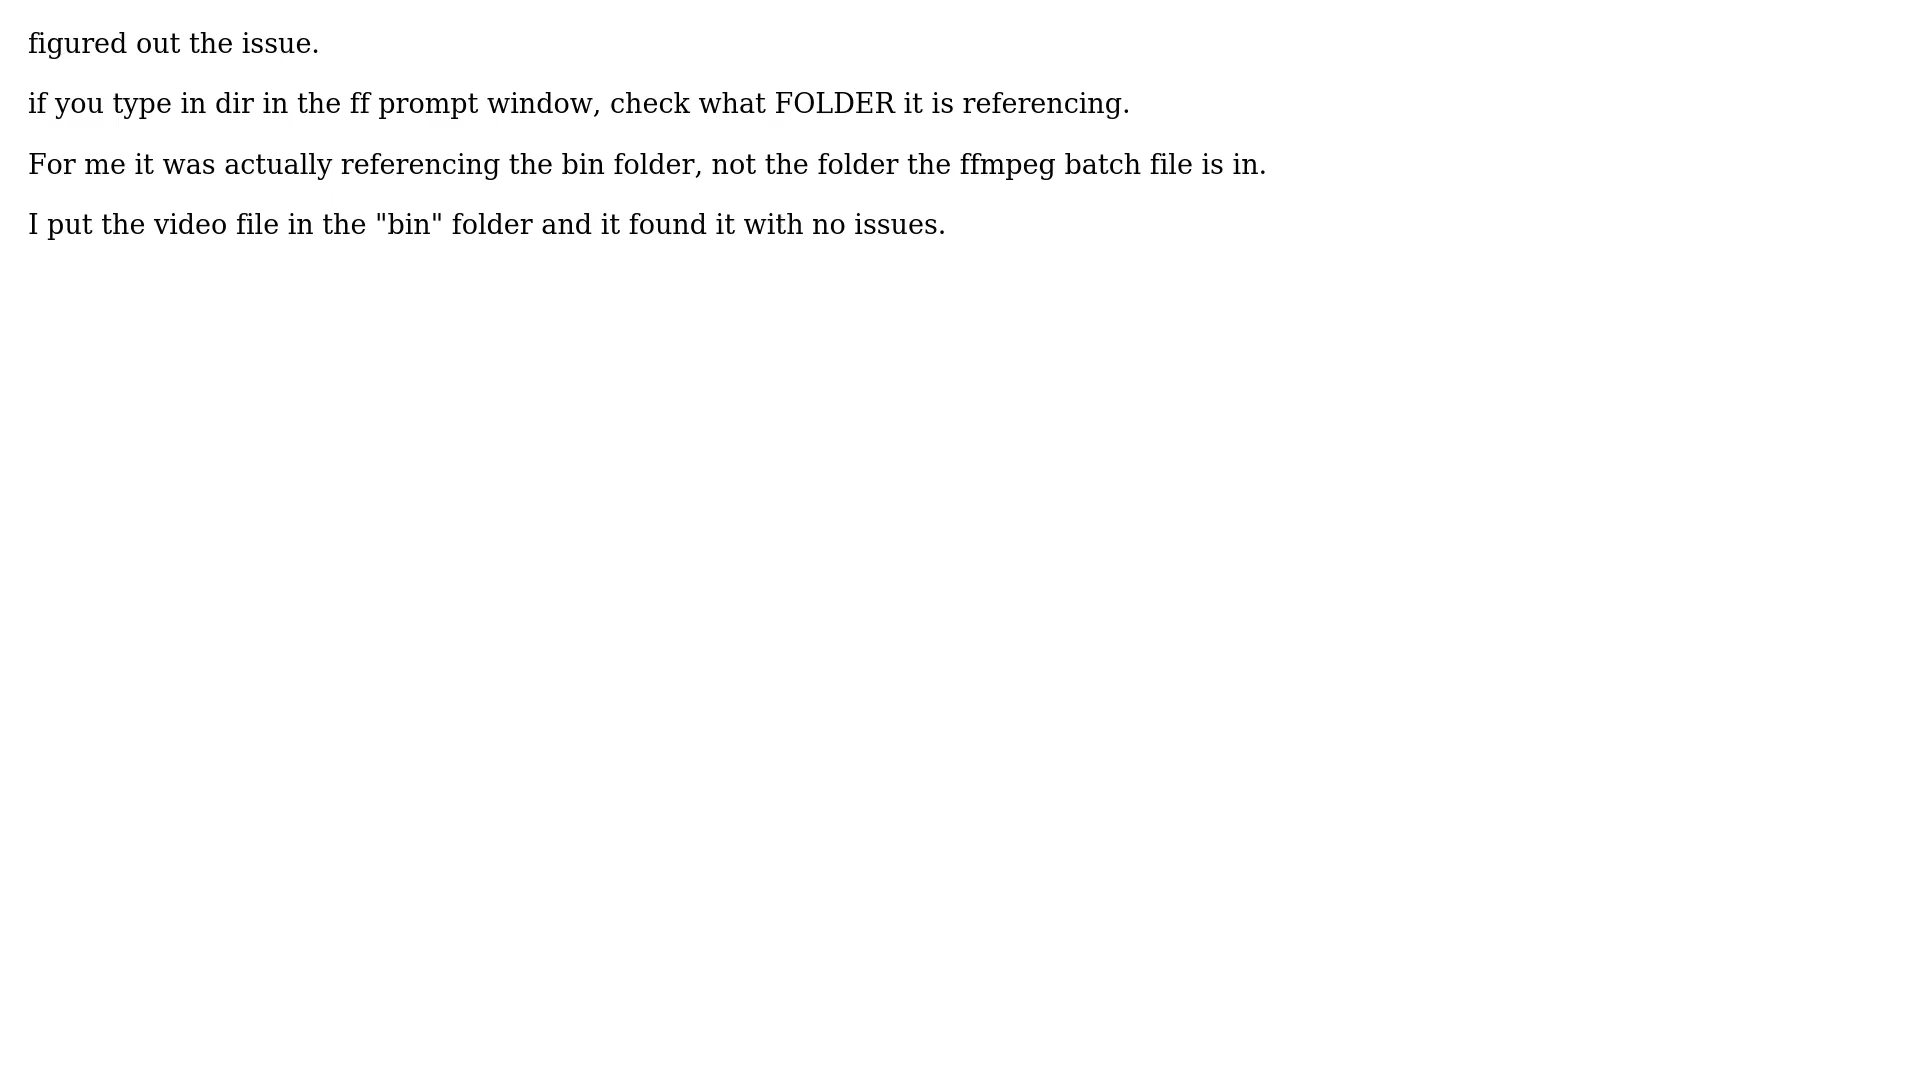 figured out the issue.
if you type in dir in the ff prompt window, check what FOLDER it is referencing.
For me it was actually referencing the bin folder, not the folder the ffmpeg batch file is in.
I put the video file in the "bin" folder and it found it with no issues.